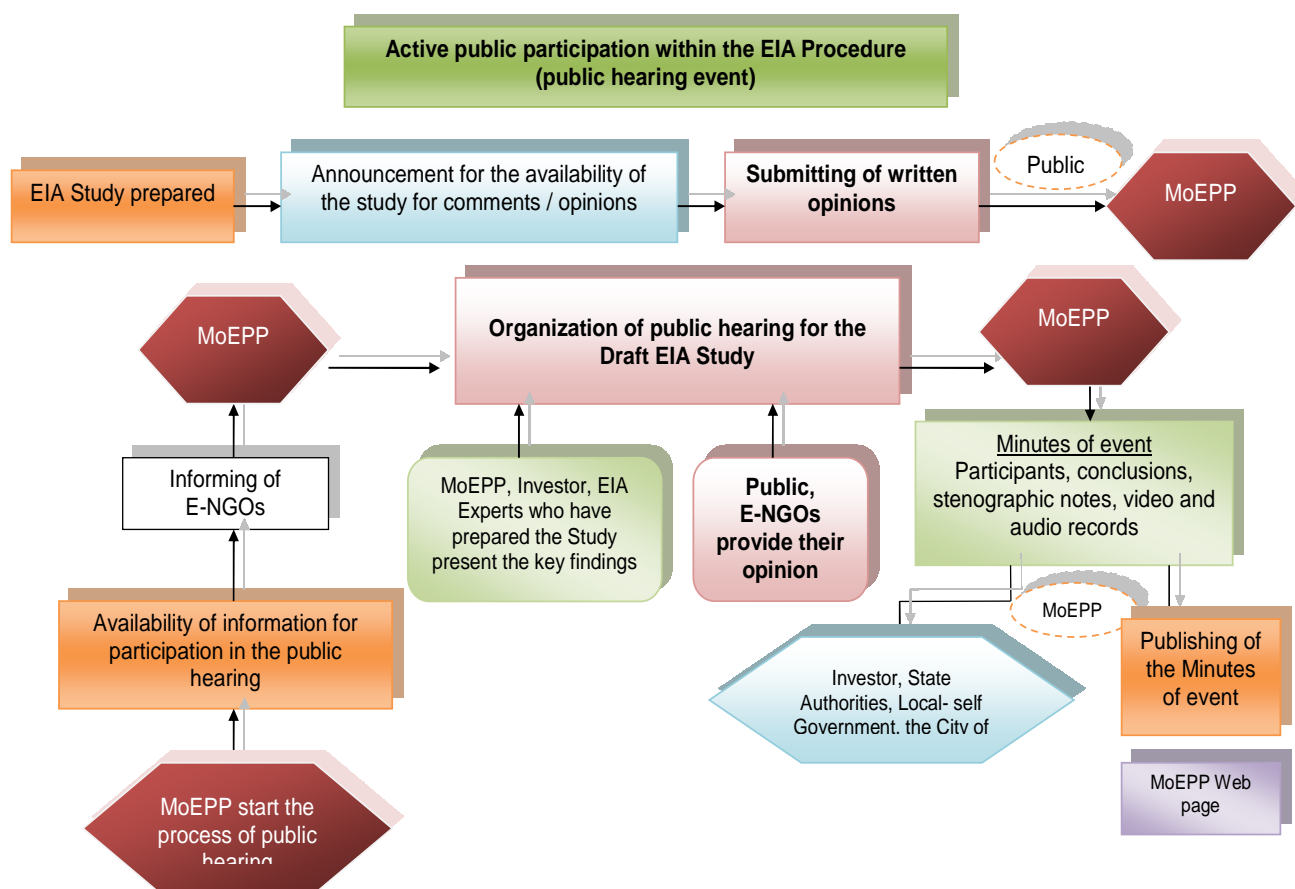 Active public participation within the EIA Procedure
(public hearing event)
EIA Study prepared
Announcement for the availability of
the study for comments / opinions
Submitting of written
opinions
Public
MoEPP
MoEPP
Organization of public hearing for the
Draft EIA Study
MoEPP
Informing of
E-NGOs
MoEPP, Investor, EIA
Experts who have
prepared the Study
present the key findings
Public,
E-NGOs
provide their
opinion
Minutes of event
Participants, conclusions,
stenographic notes, video and
audio records
Availability of information for
participation in the public
hearing
MoEPP
Investor, State
Authorities, Local- self
Government. the City of
Publishing of
the Minutes
of event
MoEPP start the
process of public
hearing
MoEPP Web
page